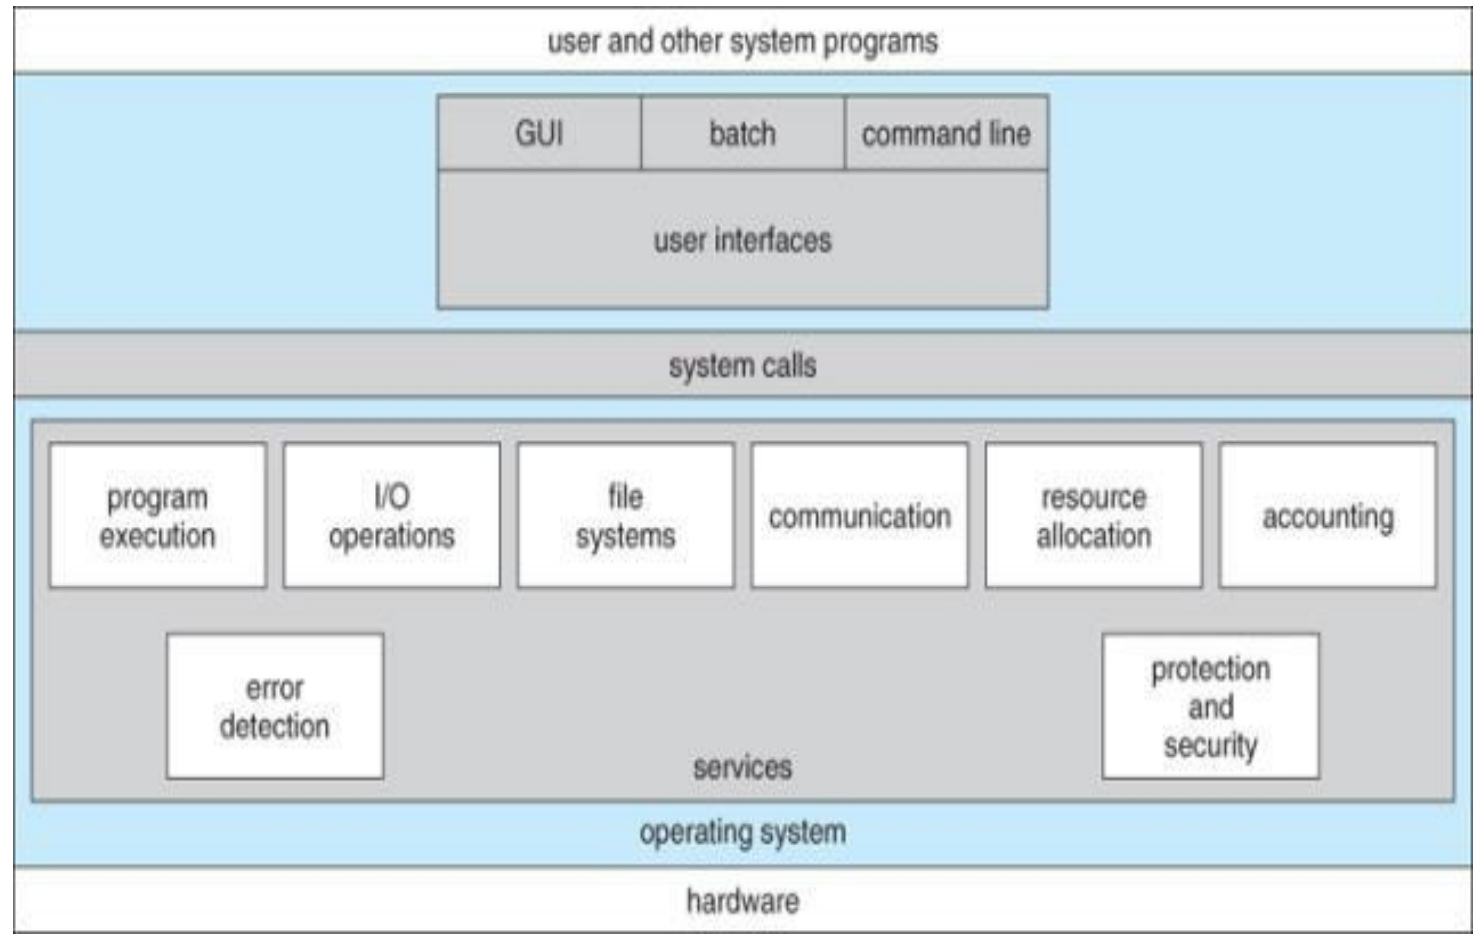 user and other system programs
GUI
batch
command line
user interfaces
system calls
program
execution
I/O
operations
file
systems
communication
resource
allocation
accounting
error
detection
protection
and
security
services
operating system
hardware